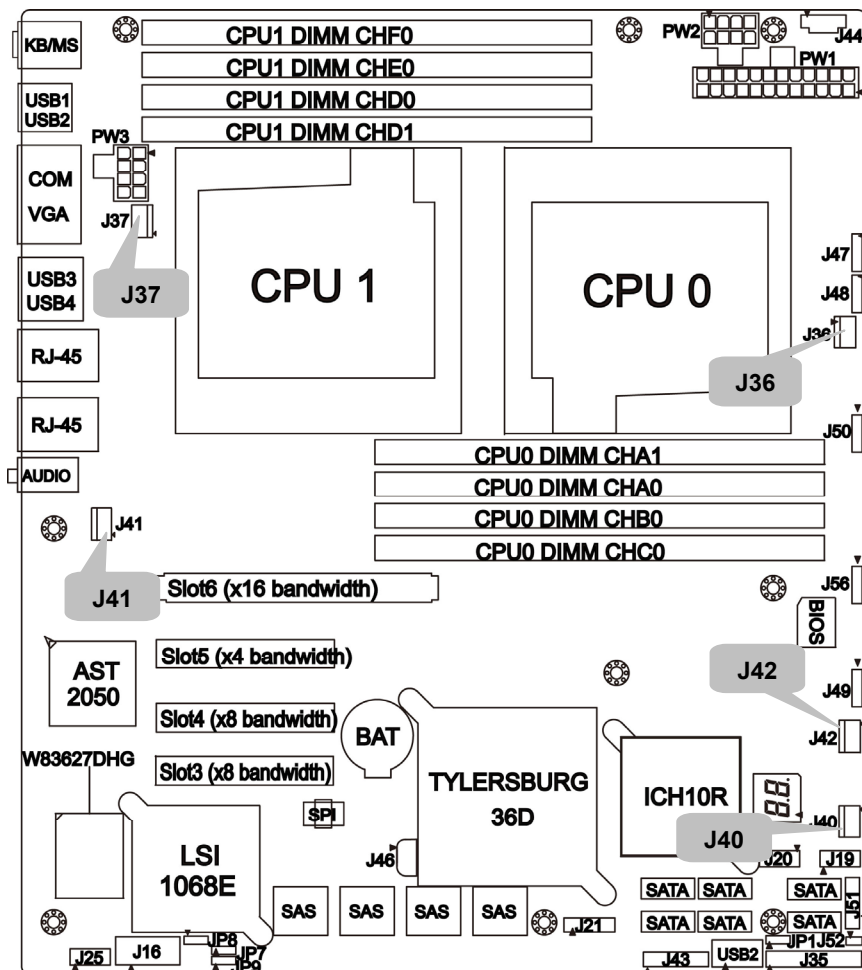 KB/MS
CPU1 DIMM CHF0
CPU1 DIMM CHE0
CPU1 DIMM CHD0
CPU1 DIMM CHD1
PW2
J44
PW1
USB1
USB2
PW3
COM
VGA
J37
J37
USB3
USB4
RJ-45
RJ-45
AUDIO
CPU 1
CPU 0
J47
J48
J36
J36
J50
CPU0 DIMM CHA1
CPU0 DIMM CHA0
CPU0 DIMM CHB0
CPU0 DIMM CHC0
J41
J41
Slot6 (x16 bandwidth)
J56
BIOS
AST
2050
Slot5 (x4 bandwidth)
Slot4 (x8 bandwidth)
Slot3 (x8 bandwidth)
BAT
J42
J49
J42
W83627DHG
TYLERSBURG
36D
ICH10R
8.8.
J40
J40
SPI
LSI
1068E
J46
J20
J19
SAS
SAS
SAS
SAS
SATA
SATA
SATA
J51
SATA
SATA
SATA
J21
J25
J16
JP8
JP7
JP9
J43
USB2
JP1
J52
J35